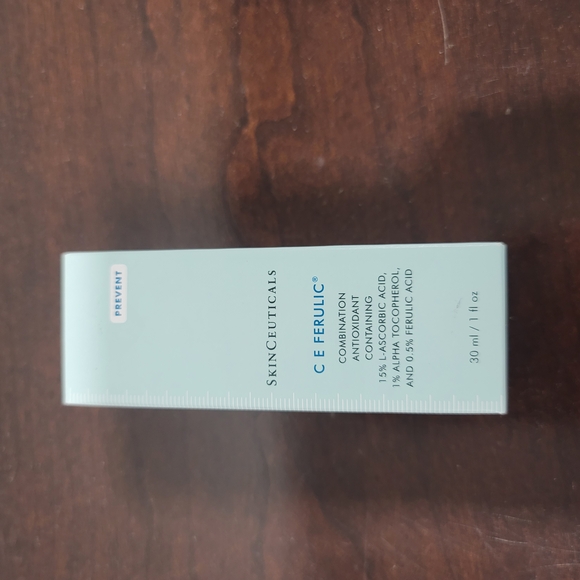 PREVENT
SKINCEUTICALS
C E FERULIC®
COMBINATION
ANTIOXIDANT
CONTAINING
15% L-ASCORBIC ACID,
1% ALPHA TOCOPHEROL,
AND 0.5% FERULIC ACID
30 ml / 1 fl oz